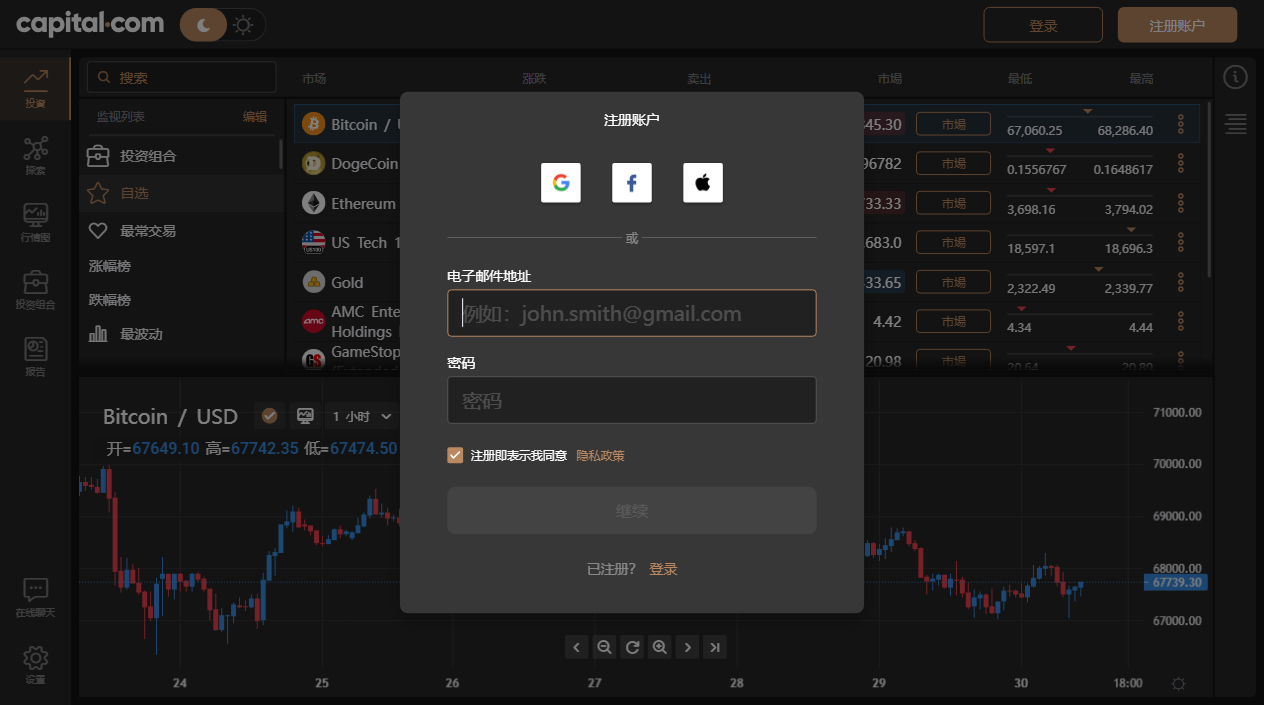 capital.com
登录
注册账户
投資
探索
行情图
投资组合
报告
在线聊天
设置
搜索
监视列表
编辑
投资组合
自选
最常交易
涨幅榜
跌幅榜
最波动
市场
涨跌
卖出
市場
最低
最高
Bitcoin /
45.30
市場
67,060.25
68,286.40
DogeCoin
96782
市場
0.1556767
0.1648617
Ethereum
733.33
市場
3,698.16
3,794.02
US Tech 1
US100
683.0
市場
18,597.1
18,696.3
Gold
33.65
市場
2,322.49
2,339.77
amc
AMC Ente
Holdings
4.42
市場
4.34
4.44
GameStop
20.98
市場
20.64
20.89
注册账户
或
电子邮件地址
例如：john.smith@gmail.com
密码
密码
注册即表示我同意 隐私政策
继续
已注册？ 登录
Bitcoin / USD
1 小时
开=67649.10 高=67742.35 低=67474.50
71000.00
70000.00
69000.00
68000.00
67739.30
67000.00
24
25
26
27
28
29
30
18:00